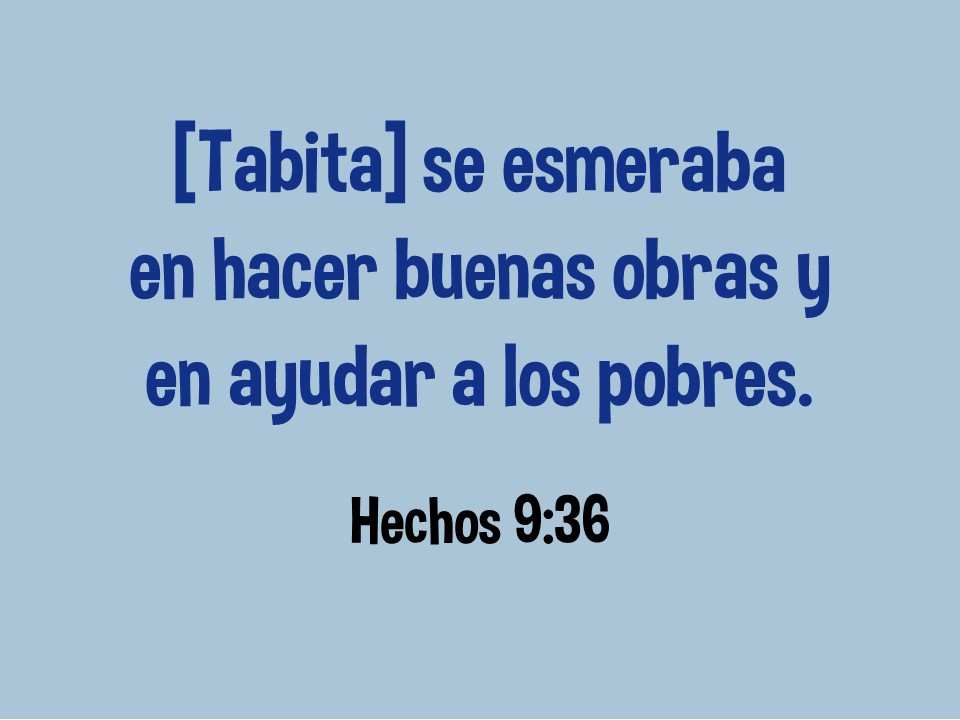 [Tabita] se esmeraba
en hacer buenas obras y
en ayudar a los pobres.
Hechos 9:36